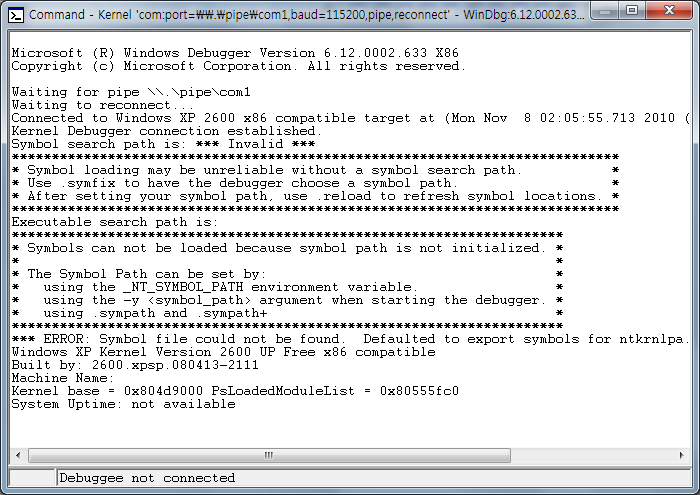 Command - Kernel 'com:port=₩₩.₩pipe₩com1,baud=115200,pipe,reconnect' - WinDbg:6.12.0002.63...
Microsoft (R) Windows Debugger Version 6.12.0002.633 X86
Copyright (c) Microsoft Corporation. All rights reserved.
Waiting for pipe \\.\pipe\com1
Waiting to reconnect...
Connected to Windows XP 2600 x86 compatible target at (Mon Nov  8 02:05:55.713 2010 (
Kernel Debugger connection established.
Symbol search path is: *** Invalid ***
****************************************************************************
* Symbol loading may be unreliable without a symbol search path.           *
* Use .symfix to have the debugger choose a symbol path.                   *
* After setting your symbol path, use .reload to refresh symbol locations. *
****************************************************************************
Executable search path is:
*********************************************************************
* Symbols can not be loaded because symbol path is not initialized. *
*                                                                   *
* The Symbol Path can be set by:                                    *
*   using the _NT_SYMBOL_PATH environment variable.                 *
*   using the -y <symbol_path> argument when starting the debugger. *
*   using .sympath and .sympath+                                    *
*********************************************************************
*** ERROR: Symbol file could not be found.  Defaulted to export symbols for ntkrnlpa.
Windows XP Kernel Version 2600 UP Free x86 compatible
Built by: 2600.xpsp.080413-2111
Machine Name:
Kernel base = 0x804d9000 PsLoadedModuleList = 0x80555fc0
System Uptime: not available
Debuggee not connected